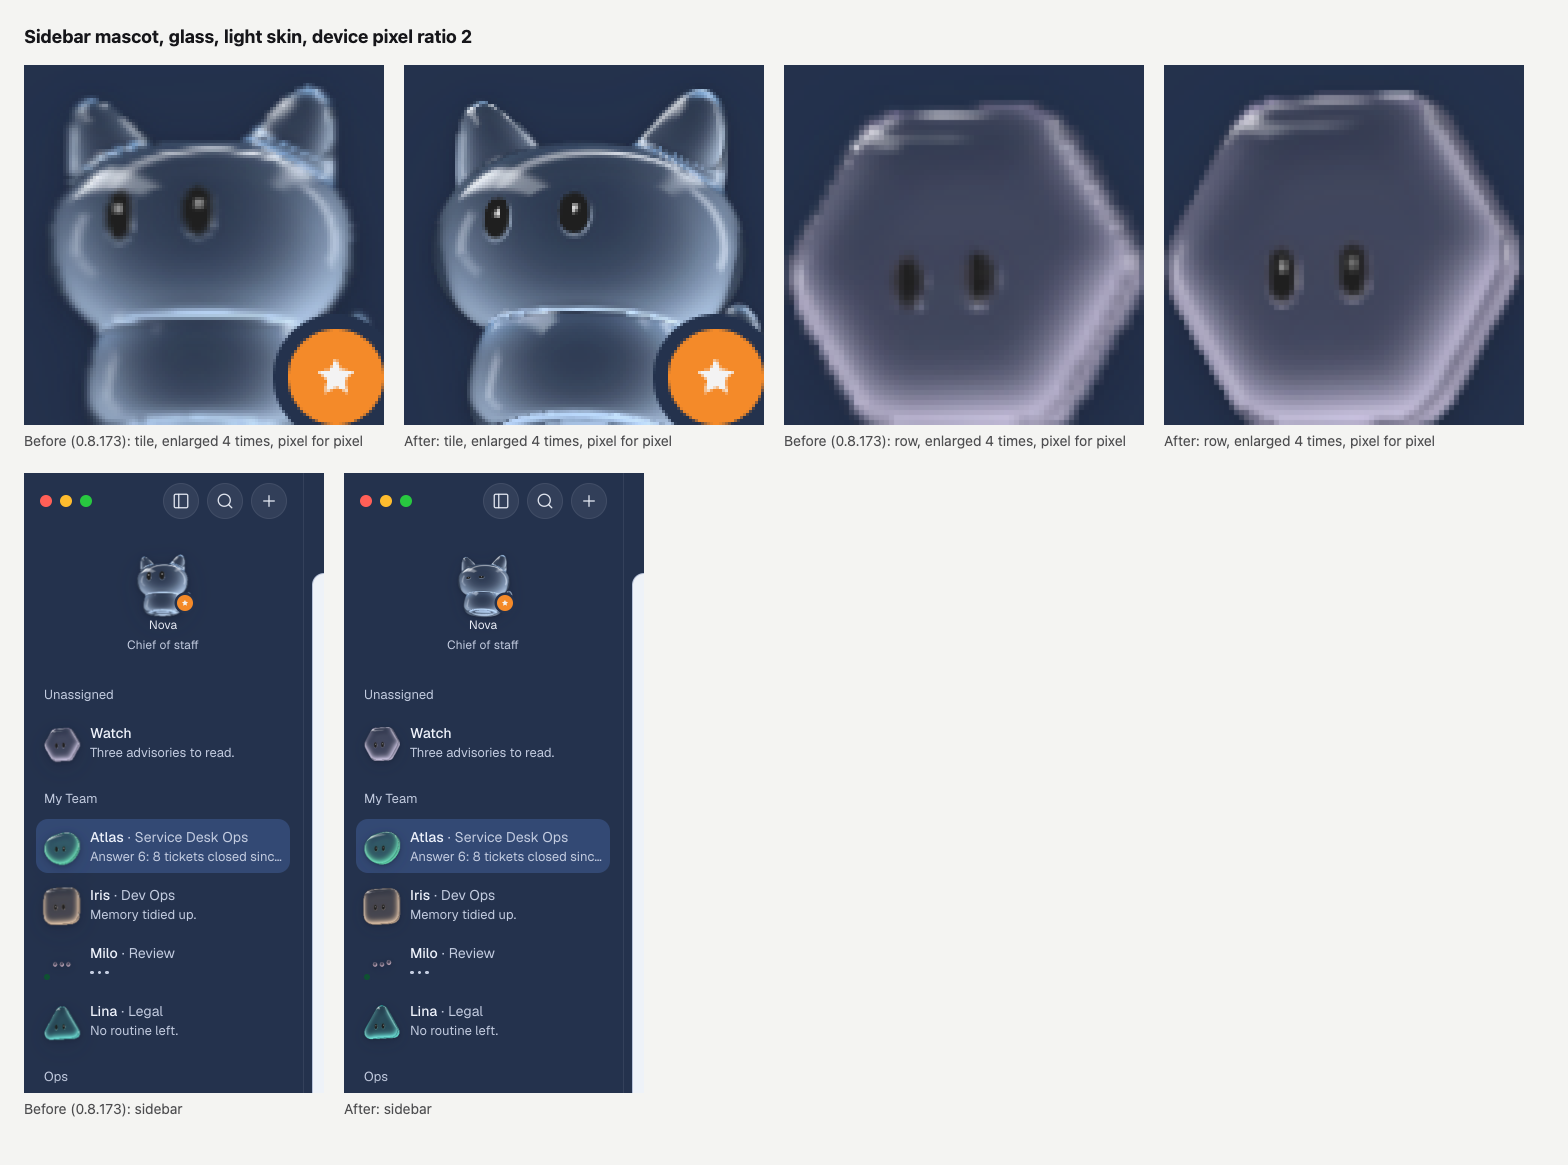 Sidebar mascot, glass, light skin, device pixel ratio 2
Before (0.8.173): tile, enlarged 4 times, pixel for pixel
After: tile, enlarged 4 times, pixel for pixel
Before (0.8.173): row, enlarged 4 times, pixel for pixel
After: row, enlarged 4 times, pixel for pixel
Nova
Chief of staff
Unassigned
Watch
Three advisories to read.
My Team
Atlas · Service Desk Ops
Answer 6: 8 tickets closed sinc...
Iris · Dev Ops
Memory tidied up.
Milo · Review
Lina · Legal
No routine left.
Ops
Before (0.8.173): sidebar
Nova
Chief of staff
Unassigned
Watch
Three advisories to read.
My Team
Atlas · Service Desk Ops
Answer 6: 8 tickets closed sinc...
Iris · Dev Ops
Memory tidied up.
Milo · Review
Lina · Legal
No routine left.
Ops
After: sidebar